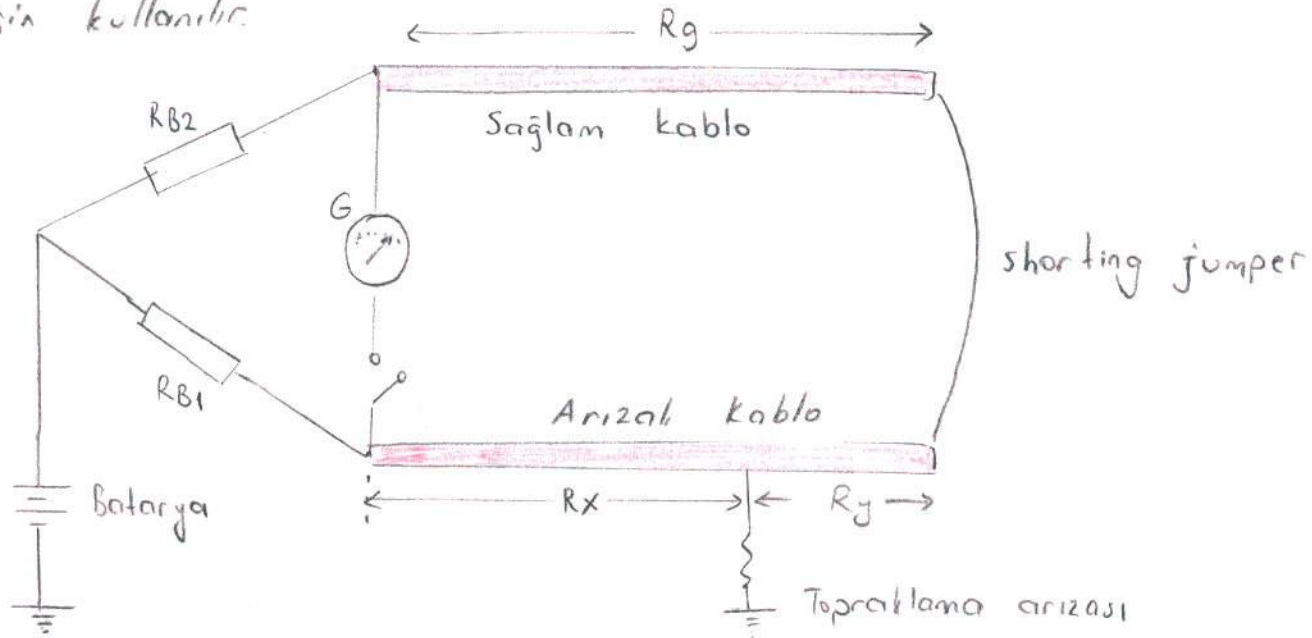 kullanılır.
Rg
RB2
Sağlam kablo
G
shorting jumper
RB1
Arızalı kablo
Batarya
Rx
Ry
Topraklama arızası